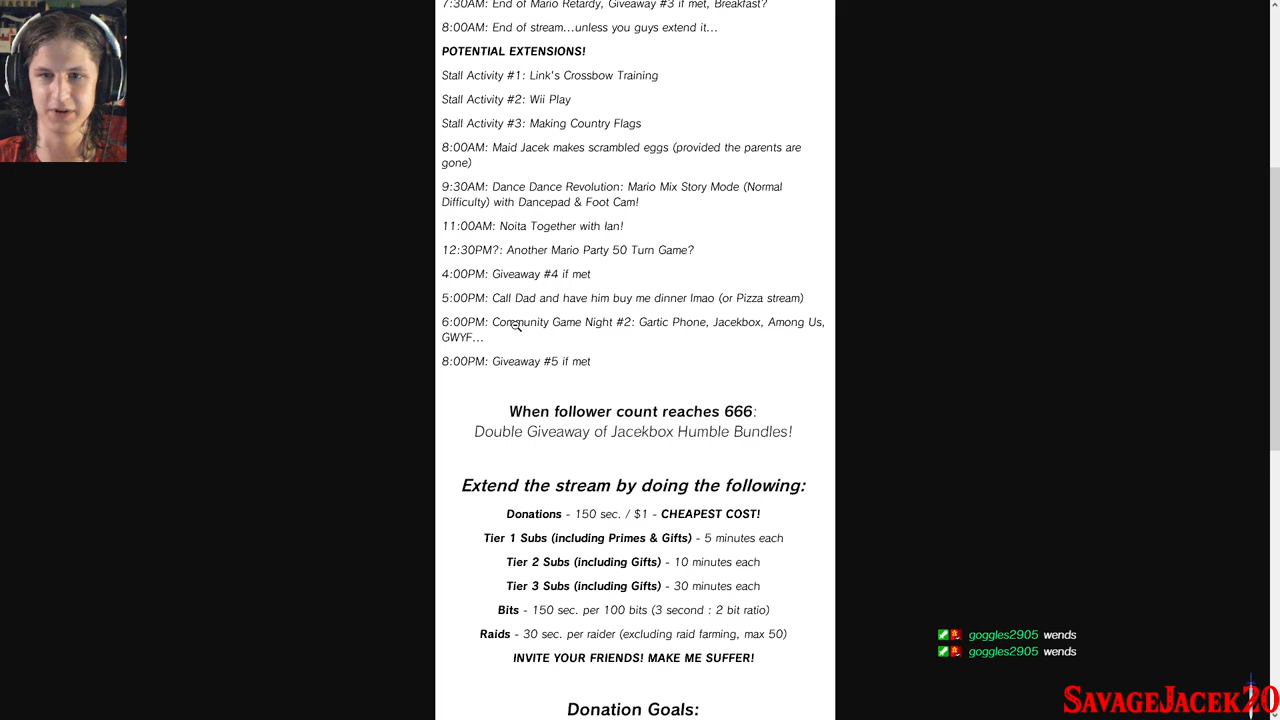 7:30AM: End of Mario Retardy, Giveaway #3 if met, Breakfast?
8:00AM: End of stream...unless you guys extend it...
POTENTIAL EXTENSIONS!
Stall Activity #1: Link's Crossbow Training
Stall Activity #2: Wii Play
Stall Activity #3: Making Country Flags
8:00AM: Maid Jacek makes scrambled eggs (provided the parents are
gone)
9:30AM: Dance Dance Revolution: Mario Mix Story Mode (Normal
Difficulty) with Dancepad & Foot Cam!
11:00AM: Noita Together with Ian!
12:30PM?: Another Mario Party 50 Turn Game?
4:00PM: Giveaway #4 if met
5:00PM: Call Dad and have him buy me dinner lmao (or Pizza stream)
6:00PM: Community Game Night #2: Gartic Phone, Jacekbox, Among Us,
GWYF...
8:00PM: Giveaway #5 if met
When follower count reaches 666:
Double Giveaway of Jacekbox Humble Bundles!
Extend the stream by doing the following:
Donations - 150 sec. / $1 - CHEAPEST COST!
Tier 1 Subs (including Primes & Gifts) - 5 minutes each
Tier 2 Subs (including Gifts) - 10 minutes each
Tier 3 Subs (including Gifts) - 30 minutes each
Bits - 150 sec. per 100 bits (3 second : 2 bit ratio)
Raids - 30 sec. per raider (excluding raid farming, max 50)
INVITE YOUR FRIENDS! MAKE ME SUFFER!
Donation Goals:
goggles2905 wends
goggles2905 wends
SAVAGEJACEK20